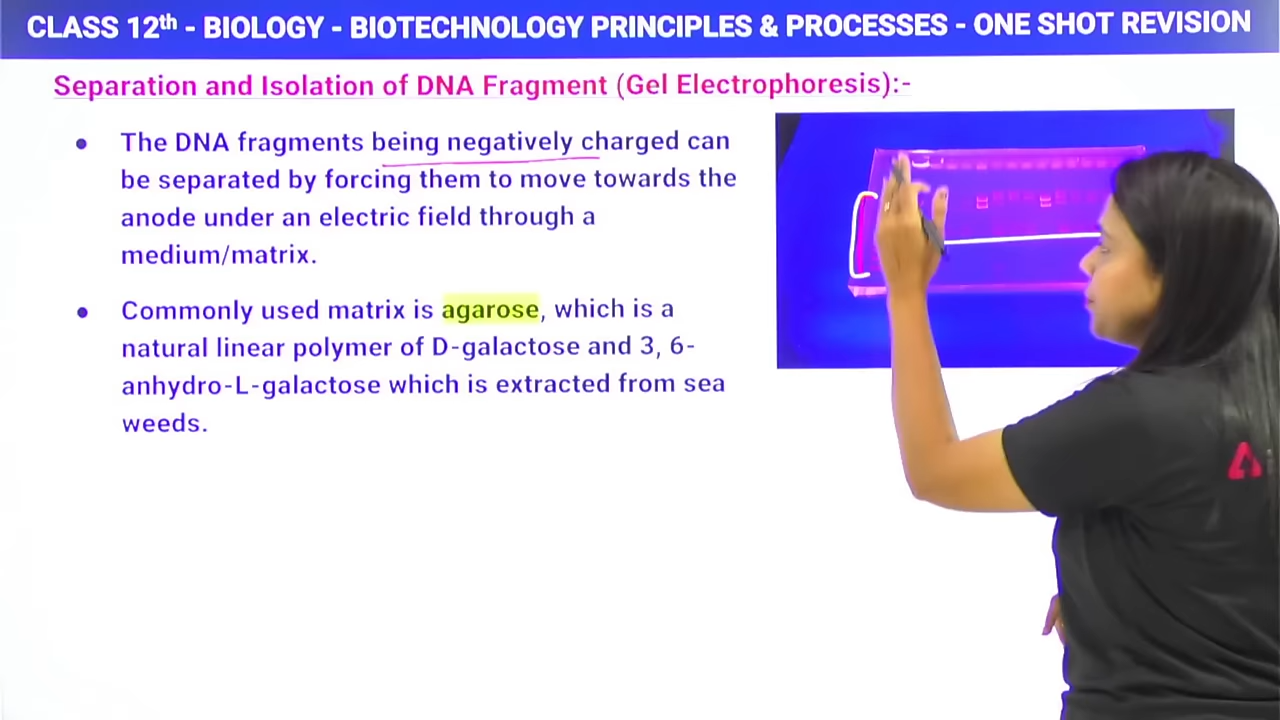 CLASS 12th - BIOLOGY - BIOTECHNOLOGY PRINCIPLES & PROCESSES - ONE SHOT REVISION
Separation and Isolation of DNA Fragment (Gel Electrophoresis):-
• The DNA fragments being negatively charged can
be separated by forcing them to move towards the
anode under an electric field through a
medium/matrix.
• Commonly used matrix is agarose, which is a
natural linear polymer of D-galactose and 3, 6-
anhydro-L-galactose which is extracted from sea
weeds.